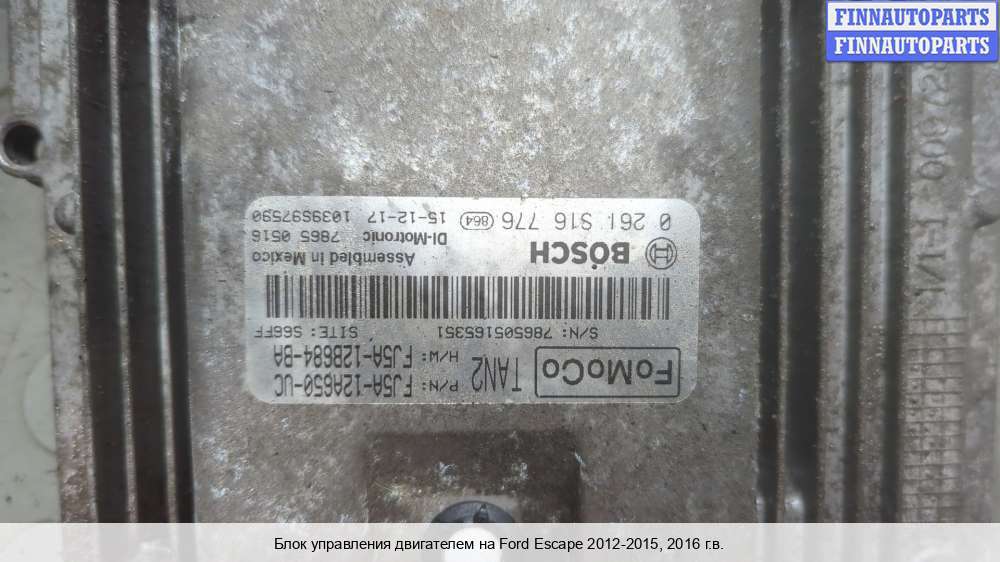 FINNAUTOPARTS
FINNAUTOPARTS
FoMoCo
TAN2
P/N: FJ5A-12A650-UC
H/W: FJ5A-12B684-BA
S/N: 786505165351
SITE: S66FF
BOSCH
Assembled in Mexico
DI-Motronic 7865 0516
0 261 S16 776 864 15-12-17 1039S97590
Блок управления двигателем на Ford Escape 2012-2015, 2016 г.в.